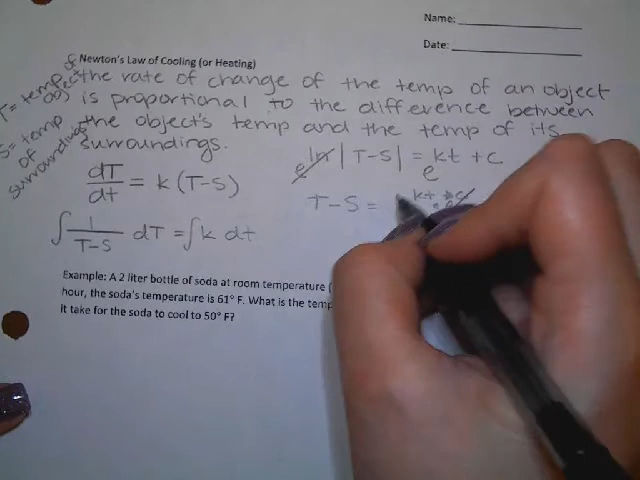 Name:
Date:
Newton's Law of Cooling (or Heating)
the rate of change of the temp of an object
is proportional to the difference between
the object's temp and the temp of its
surroundings.
T = temp of object
S = temp of surroundings
dT/dt = k (T-S)
∫ 1/(T-S) dT = ∫ k dt
e ln |T-S| = e kt + c
T-S = kt
Example: A 2 liter bottle of soda at room temperature (
hour, the soda's temperature is 61° F. What is the temp
it take for the soda to cool to 50° F?